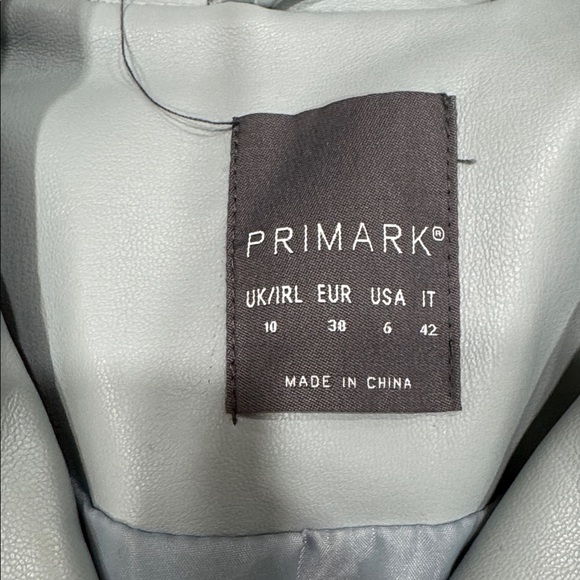 PRIMARK®
UK/IRL EUR USA IT
10 38 6 42
MADE IN CHINA